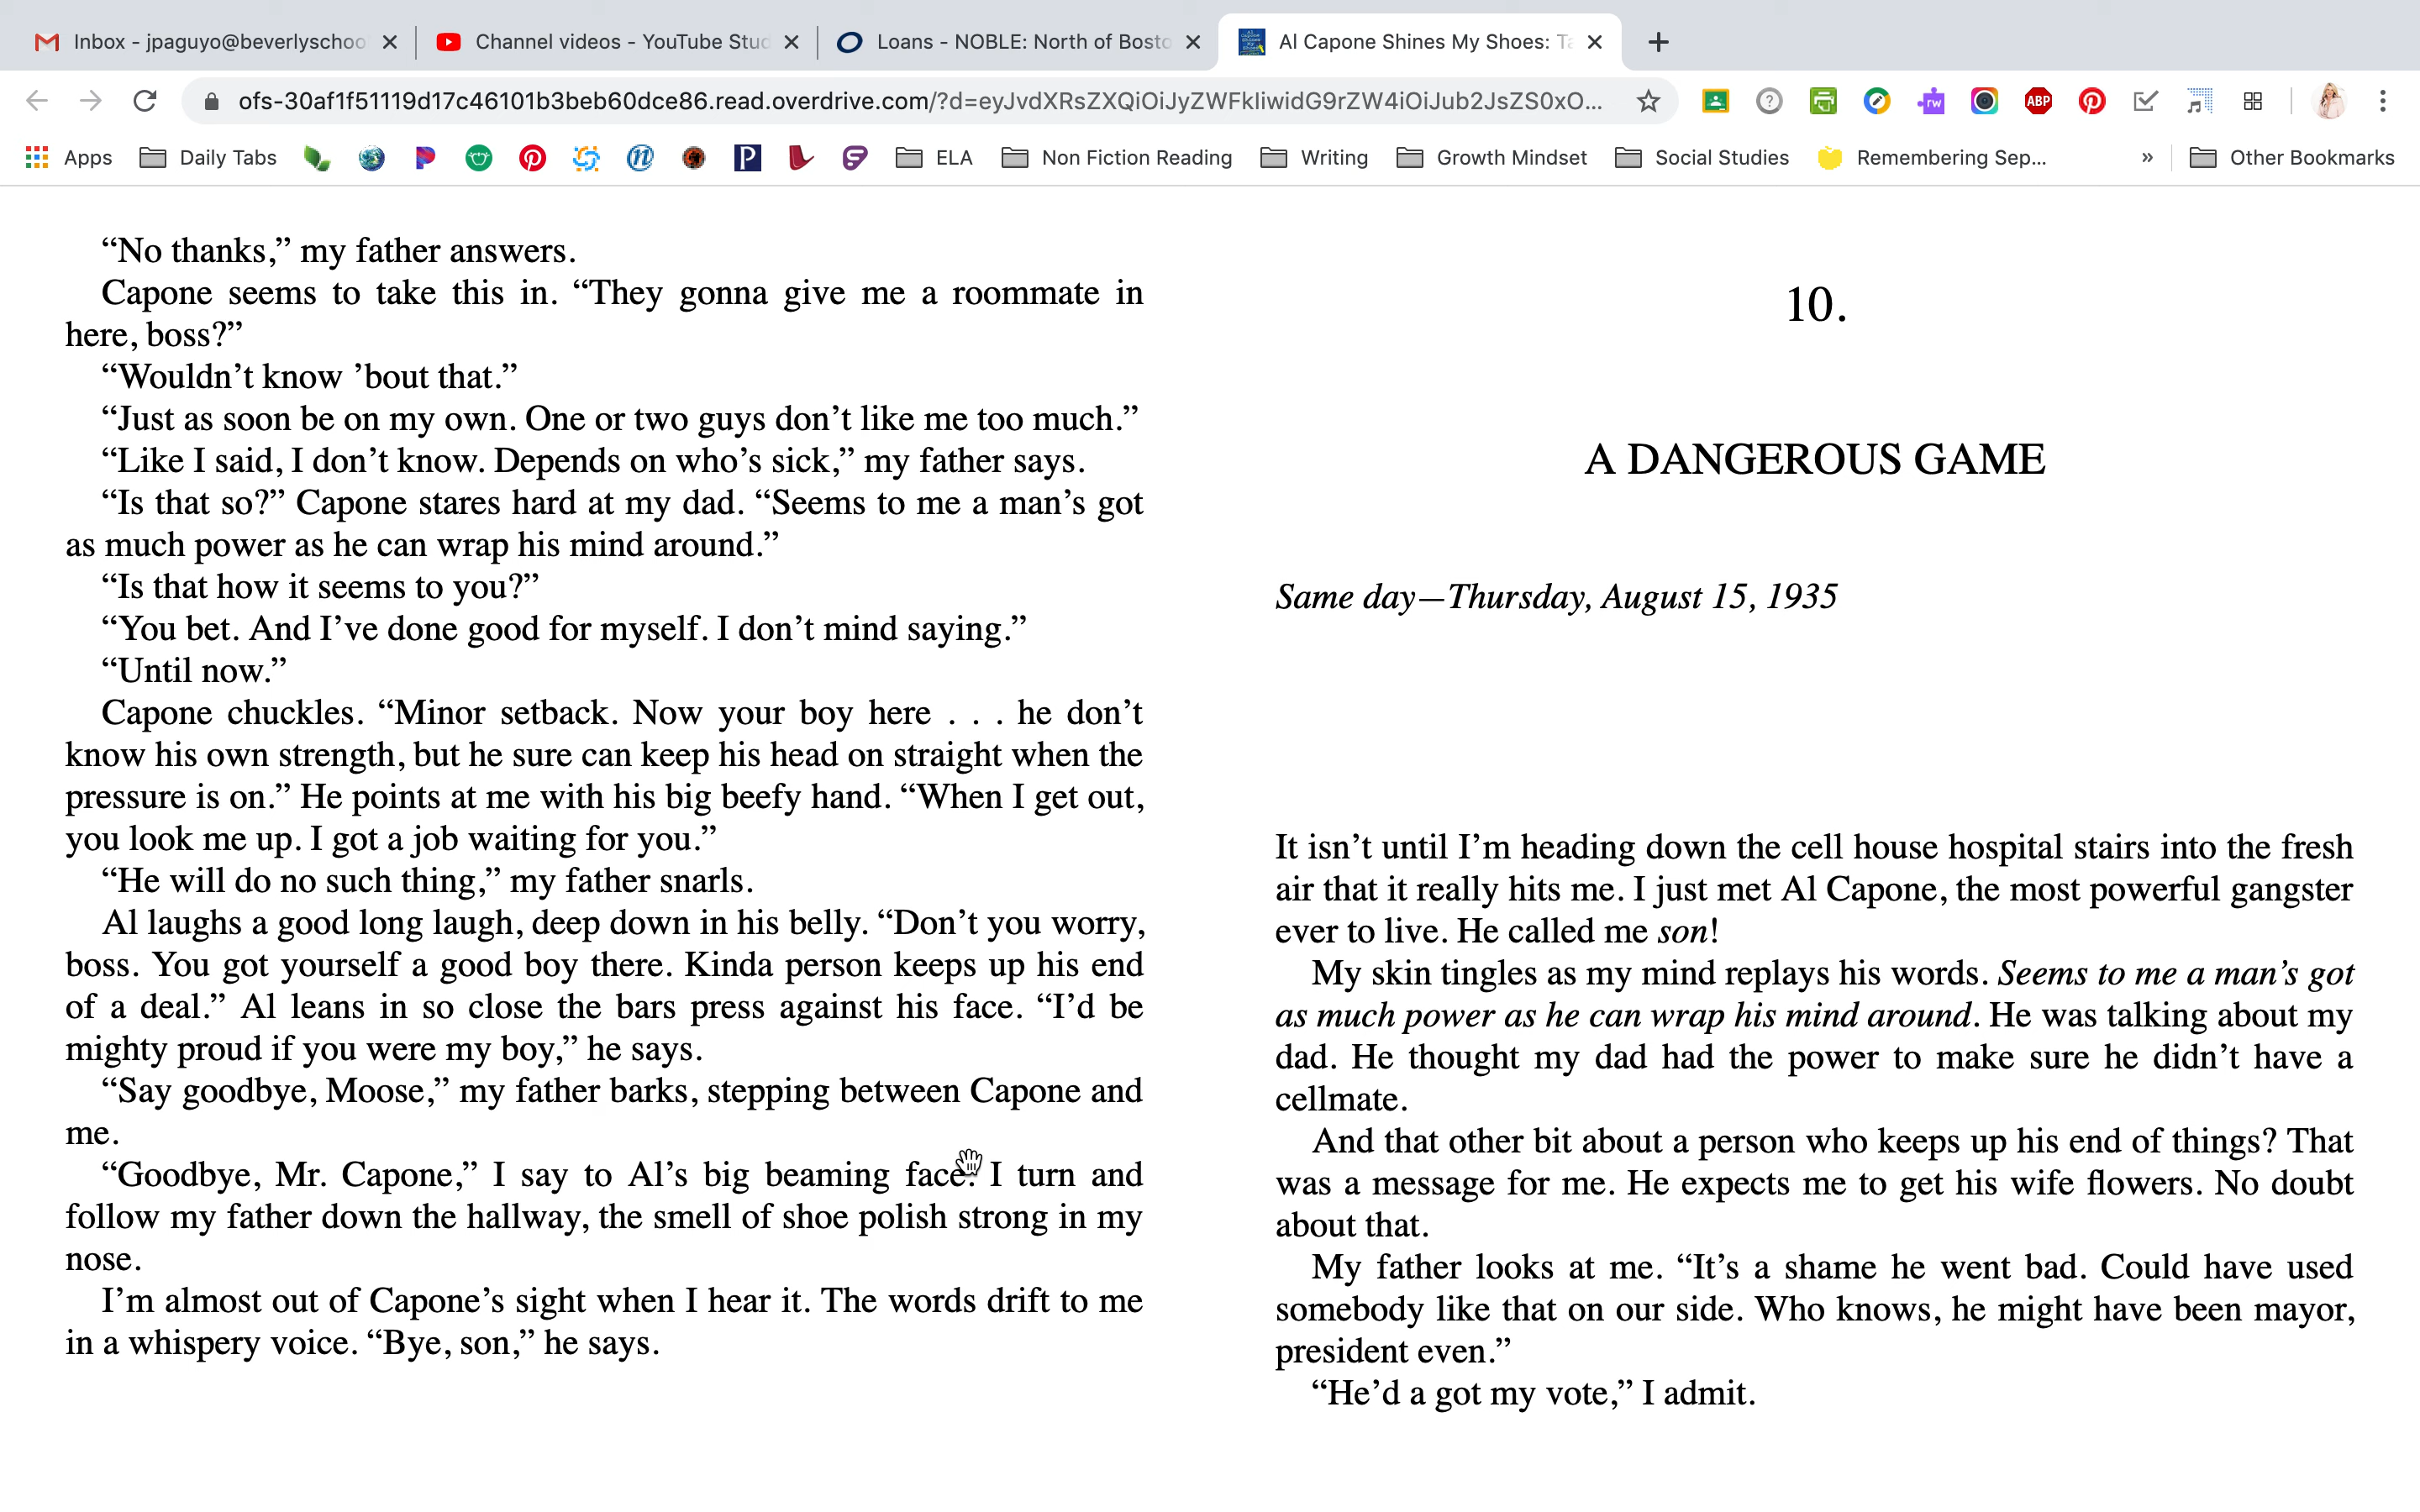 Inbox - jpaguyo@beverlyschoo
Channel videos - YouTube Stud
Loans - NOBLE: North of Bosto
Al Capone Shines My Shoes: Ta
ofs-30af1f51119d17c46101b3beb60dce86.read.overdrive.com/?d=eyJvdXRsZXQiOiJyZWFkIiwidG9rZW4iOiJub2JsZS0xO...
rw
ABP
Apps
Daily Tabs
ELA
Non Fiction Reading
Writing
Growth Mindset
Social Studies
Remembering Sep...
»
Other Bookmarks
“No thanks,” my father answers.
Capone seems to take this in. “They gonna give me a roommate in
here, boss?”
“Wouldn’t know ’bout that.”
“Just as soon be on my own. One or two guys don’t like me too much.”
“Like I said, I don’t know. Depends on who’s sick,” my father says.
“Is that so?” Capone stares hard at my dad. “Seems to me a man’s got
as much power as he can wrap his mind around.”
“Is that how it seems to you?”
“You bet. And I’ve done good for myself. I don’t mind saying.”
“Until now.”
Capone chuckles. “Minor setback. Now your boy here . . . he don’t
know his own strength, but he sure can keep his head on straight when the
pressure is on.” He points at me with his big beefy hand. “When I get out,
you look me up. I got a job waiting for you.”
“He will do no such thing,” my father snarls.
Al laughs a good long laugh, deep down in his belly. “Don’t you worry,
boss. You got yourself a good boy there. Kinda person keeps up his end
of a deal.” Al leans in so close the bars press against his face. “I’d be
mighty proud if you were my boy,” he says.
“Say goodbye, Moose,” my father barks, stepping between Capone and
me.
“Goodbye, Mr. Capone,” I say to Al’s big beaming face. I turn and
follow my father down the hallway, the smell of shoe polish strong in my
nose.
I’m almost out of Capone’s sight when I hear it. The words drift to me
in a whispery voice. “Bye, son,” he says.
10.
A DANGEROUS GAME
Same day—Thursday, August 15, 1935
It isn’t until I’m heading down the cell house hospital stairs into the fresh
air that it really hits me. I just met Al Capone, the most powerful gangster
ever to live. He called me son!
My skin tingles as my mind replays his words. Seems to me a man’s got
as much power as he can wrap his mind around. He was talking about my
dad. He thought my dad had the power to make sure he didn’t have a
cellmate.
And that other bit about a person who keeps up his end of things? That
was a message for me. He expects me to get his wife flowers. No doubt
about that.
My father looks at me. “It’s a shame he went bad. Could have used
somebody like that on our side. Who knows, he might have been mayor,
president even.”
“He’d a got my vote,” I admit.